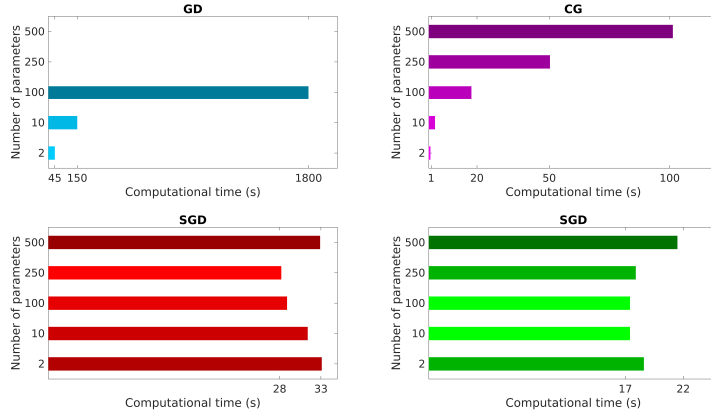 GD
Number of parameters
500
250
100
10
2
45 150 1800
Computational time (s)
CG
Number of parameters
500
250
100
10
2
1 20 50 100
Computational time (s)
SGD
Number of parameters
500
250
100
10
2
28 33
Computational time (s)
SGD
Number of parameters
500
250
100
10
2
17 22
Computational time (s)